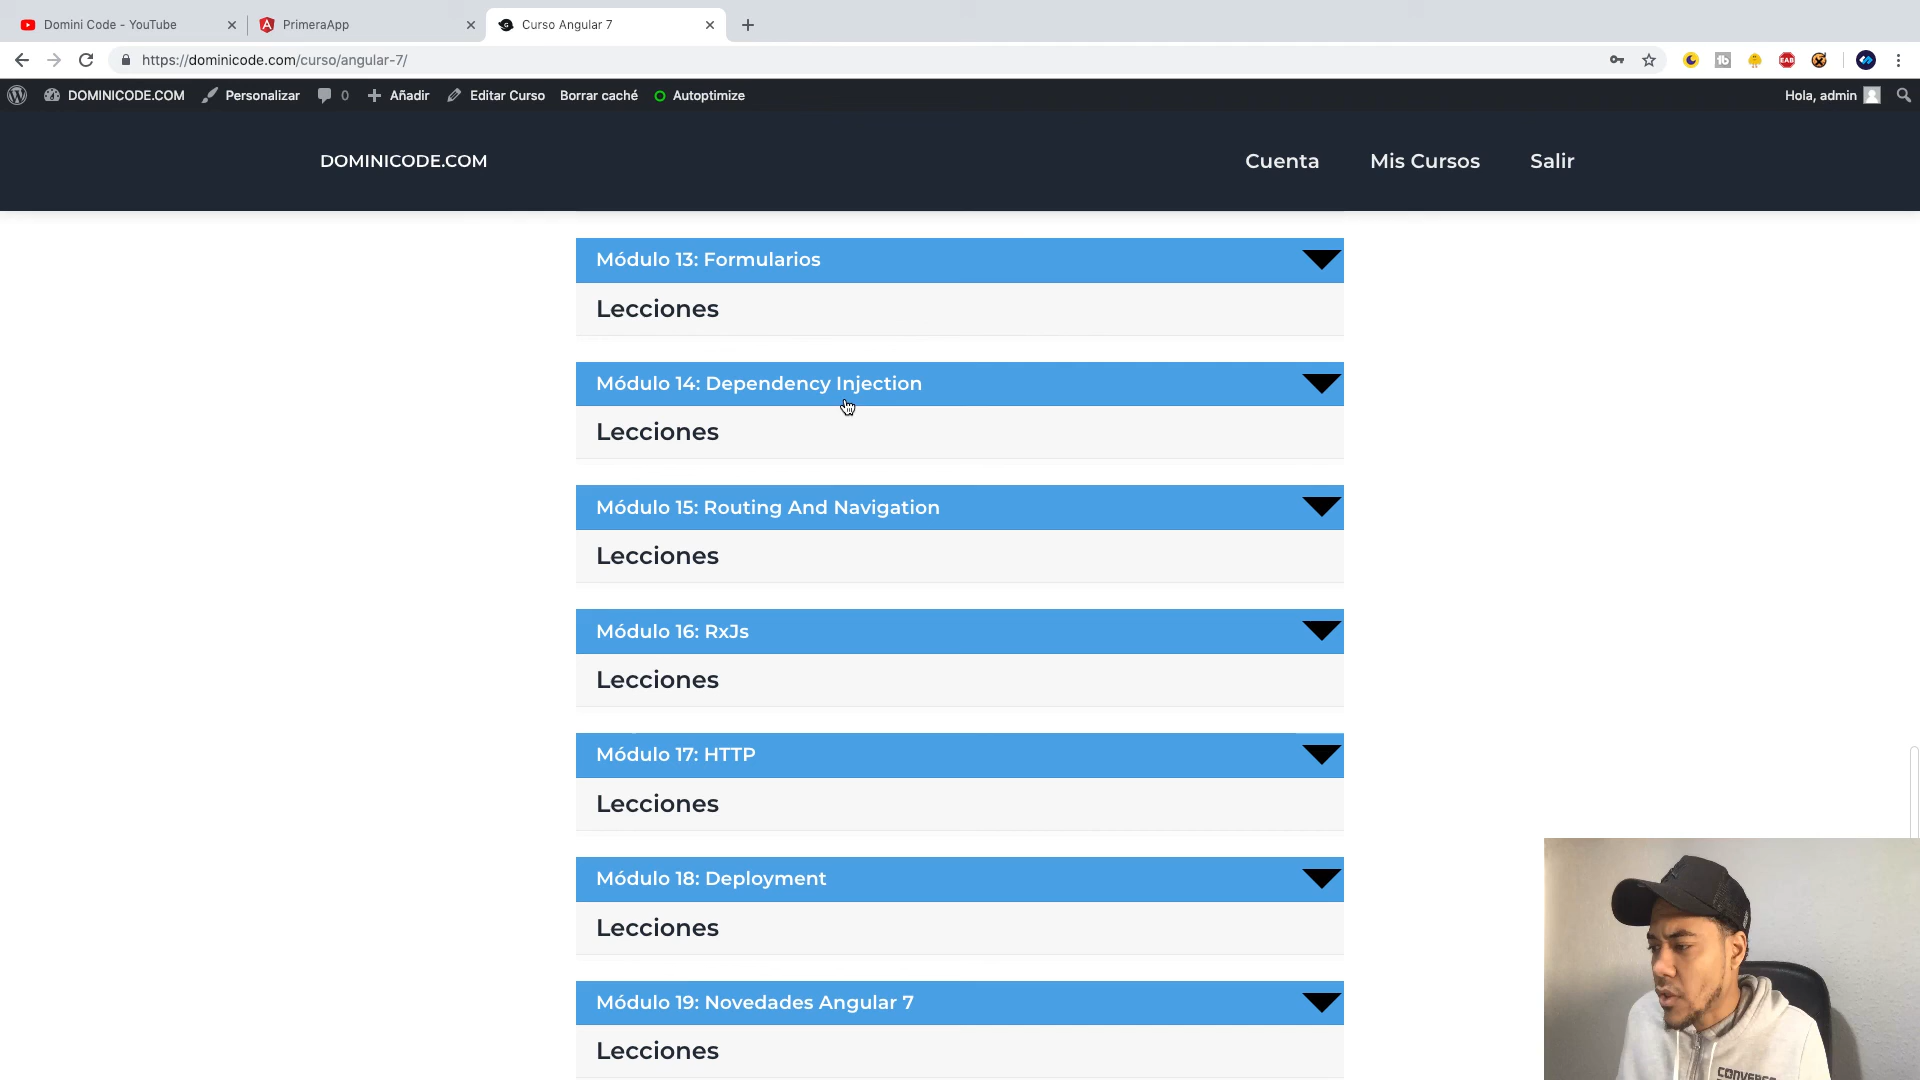 Domini Code - YouTube
PrimeraApp
Curso Angular 7
https://dominicode.com/curso/angular-7/
DOMINICODE.COM Personalizar 0 Añadir Editar Curso Borrar caché Autoptimize Hola, admin
DOMINICODE.COM Cuenta Mis Cursos Salir
Módulo 13: Formularios
Lecciones
Módulo 14: Dependency Injection
Lecciones
Módulo 15: Routing And Navigation
Lecciones
Módulo 16: RxJs
Lecciones
Módulo 17: HTTP
Lecciones
Módulo 18: Deployment
Lecciones
Módulo 19: Novedades Angular 7
Lecciones
CONVERSE